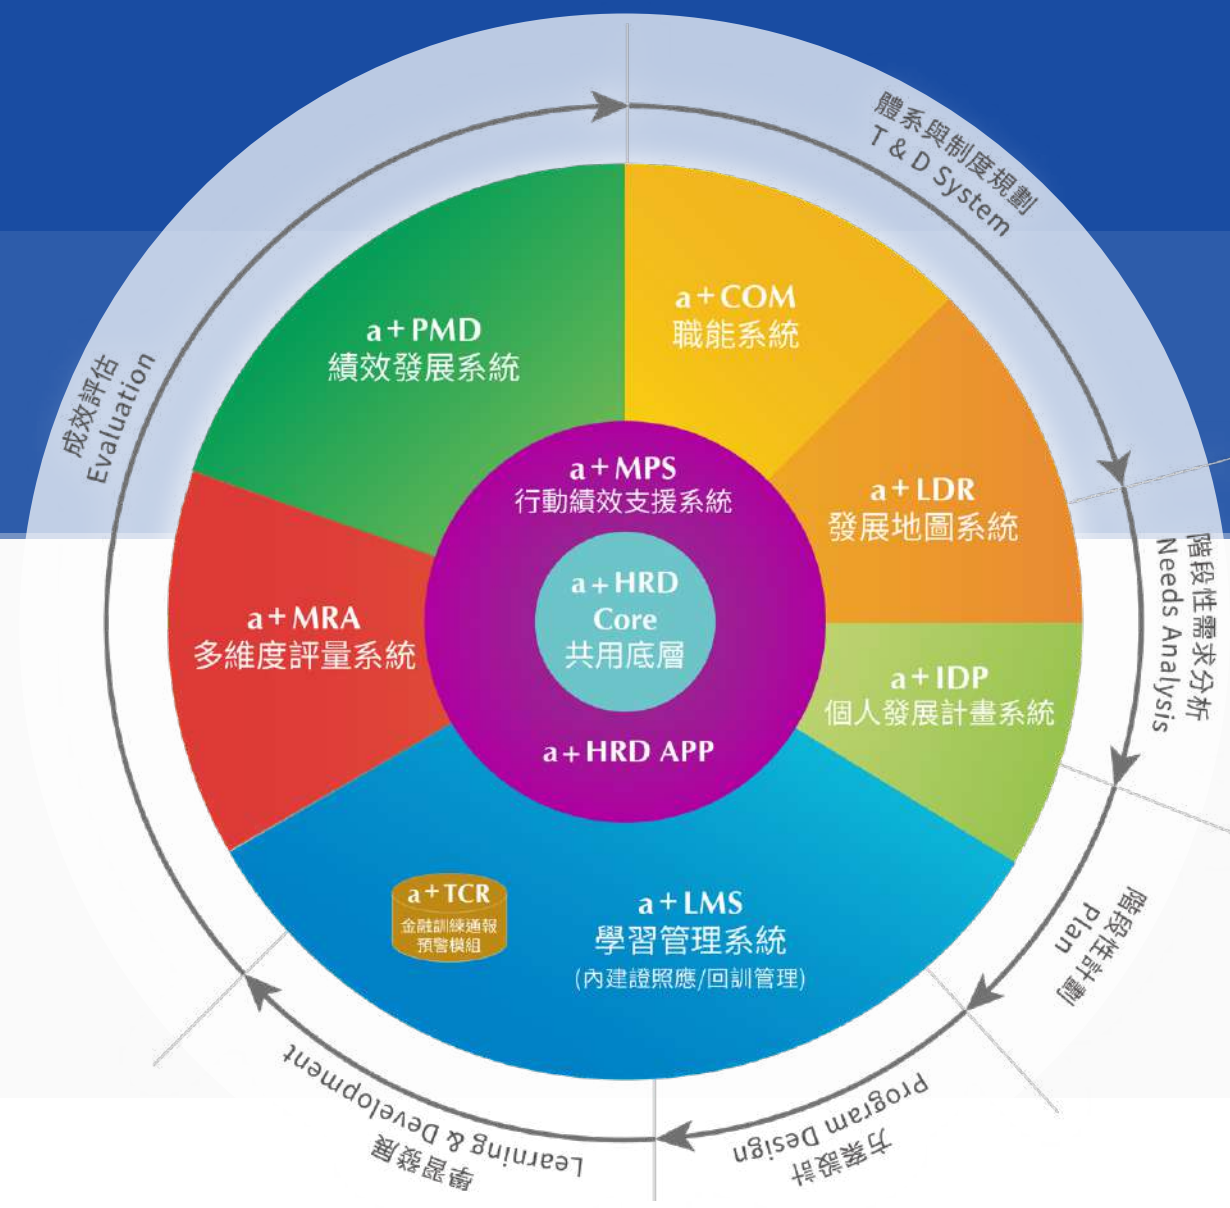 體系與制度規劃
T & D System
a+COM
職能系統
a+PMD
績效發展系統
成效評估
Evaluation
a+MPS
行動績效支援系統
a+LDR
發展地圖系統
階段性需求分析
Needs Analysis
a+HRD
Core
共用底層
a+MRA
多維度評量系統
a+IDP
個人發展計畫系統
a+HRD APP
a+TCR
金融訓練通報
預警模組
a+LMS
學習管理系統
(內建證照應/回訓管理)
階段性計劃
Plan
Program Design
方案設計
Learning & Development
學習發展